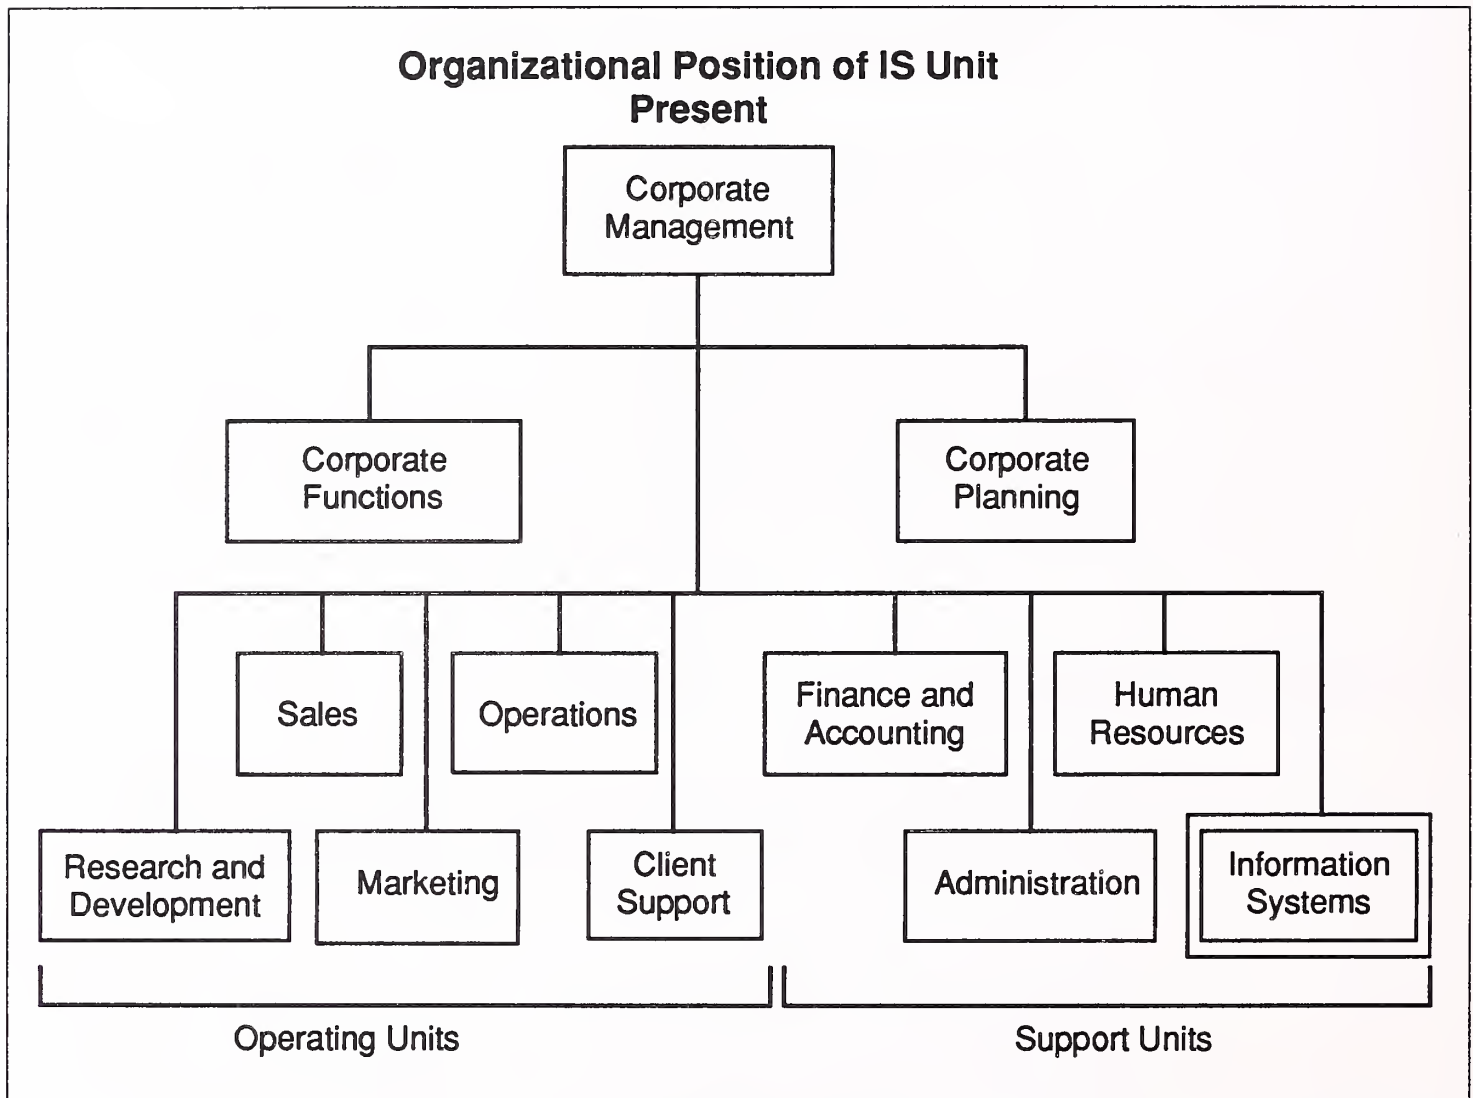 Organizational Position of IS Unit
Present
Corporate
Management
Corporate
Functions
Corporate
Planning
Sales
Operations
Finance and
Accounting
Human
Resources
Research and
Development
Marketing
Client
Support
Administration
Information
Systems
Operating Units
Support Units